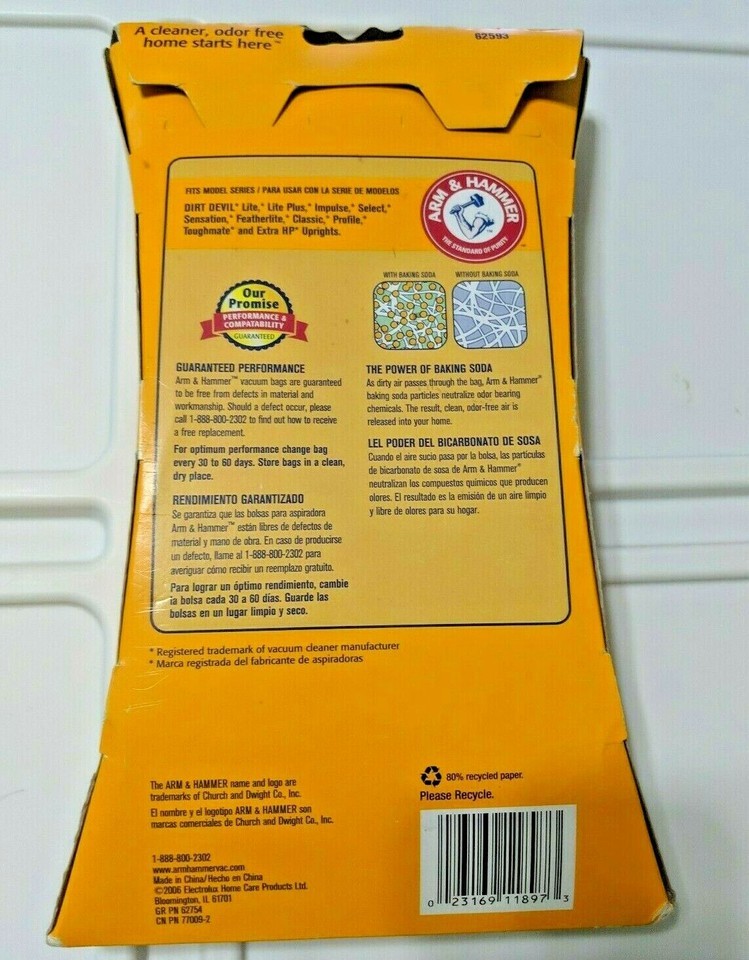 A cleaner, odor free
home starts here™
62593
FITS MODEL SERIES / PARA USAR CON LA SERIE DE MODELOS
DIRT DEVIL* Lite,* Lite Plus,* Impulse,* Select,*
Sensation,* Featherlite,* Classic,* Profile,*
Toughmate* and Extra HP* Uprights.
ARM & HAMMER
THE STANDARD OF PURITY
Our
Promise
PERFORMANCE &
COMPATABILITY
GUARANTEED
WITH BAKING SODA
WITHOUT BAKING SODA
GUARANTEED PERFORMANCE
Arm & Hammer™ vacuum bags are guaranteed
to be free from defects in material and
workmanship. Should a defect occur, please
call 1-888-800-2302 to find out how to receive
a free replacement.
For optimum performance change bag
every 30 to 60 days. Store bags in a clean,
dry place.
RENDIMIENTO GARANTIZADO
Se garantiza que las bolsas para aspiradora
Arm & Hammer™ están libres de defectos de
material y mano de obra. En caso de producirse
un defecto, llame al 1-888-800-2302 para
averiguar cómo recibir un reemplazo gratuito.
Para lograr un óptimo rendimiento, cambie
la bolsa cada 30 a 60 días. Guarde las
bolsas en un lugar limpio y seco.
THE POWER OF BAKING SODA
As dirty air passes through the bag, Arm & Hammer®
baking soda particles neutralize odor bearing
chemicals. The result, clean, odor-free air is
released into your home.
LEL PODER DEL BICARBONATO DE SOSA
Cuando el aire sucio pasa por la bolsa, las partículas
de bicarbonato de sosa de Arm & Hammer®
neutralizan los compuestos químicos que producen
olores. El resultado es la emisión de un aire limpio
y libre de olores para su hogar.
* Registered trademark of vacuum cleaner manufacturer
* Marca registrada del fabricante de aspiradoras
The ARM & HAMMER name and logo are
trademarks of Church and Dwight Co., Inc.
El nombre y el logotipo ARM & HAMMER son
marcas comerciales de Church and Dwight Co., Inc.
1-888-800-2302
www.armhammervac.com
Made in China/Hecho en China
©2006 Electrolux Home Care Products Ltd.
Bloomington, IL 61701
GR PN 62754
CN PN 77009-2
80% recycled paper.
Please Recycle.
0 23169 11897 3